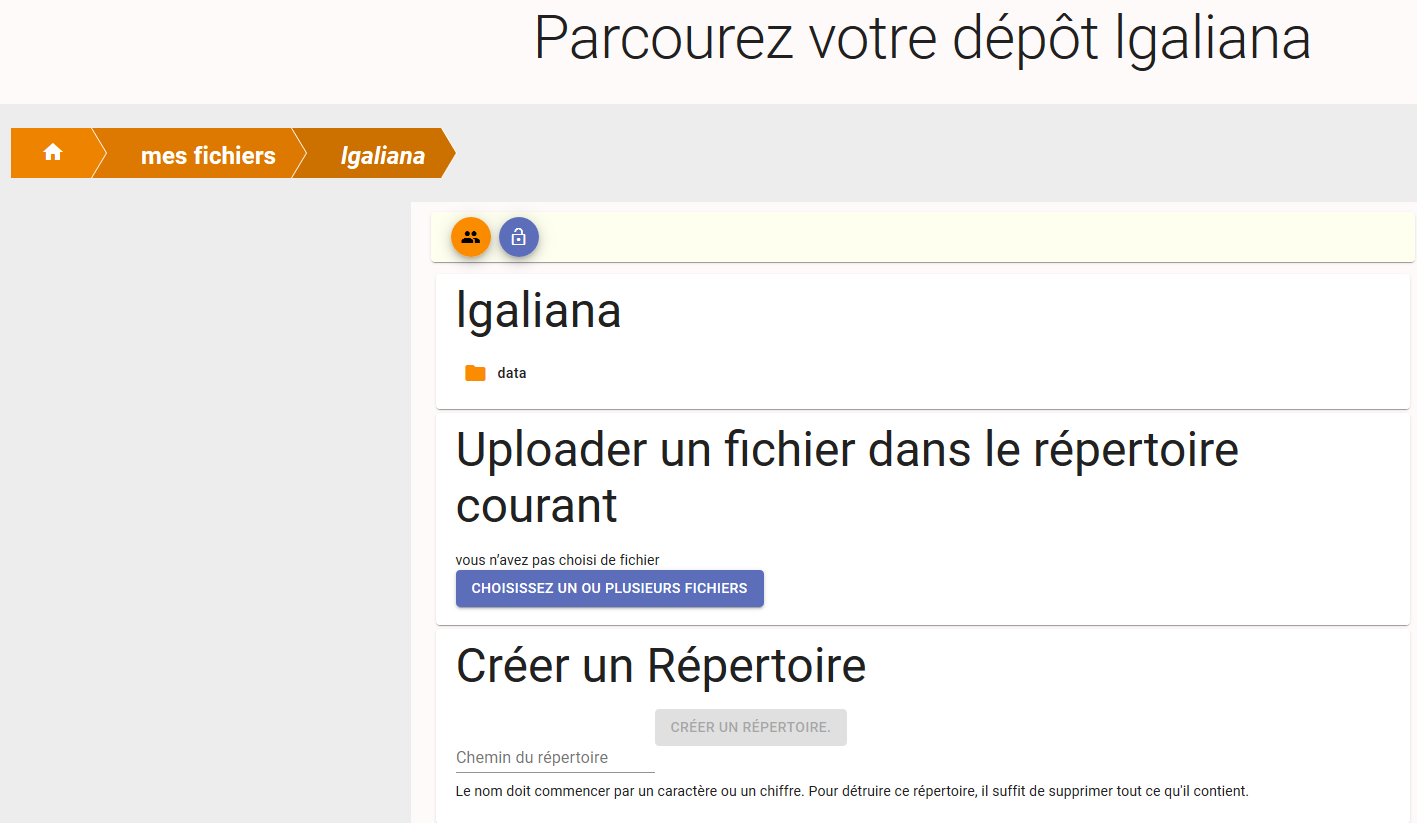 Parcourez votre dépôt lgaliana
mes fichiers
lgaliana
lgaliana
data
Uploader un fichier dans le répertoire
courant
vous n'avez pas choisi de fichier
CHOISISSEZ UN OU PLUSIEURS FICHIERS
Créer un Répertoire
CRÉER UN RÉPERTOIRE.
Chemin du répertoire
Le nom doit commencer par un caractère ou un chiffre. Pour détruire ce répertoire, il suffit de supprimer tout ce qu'il contient.